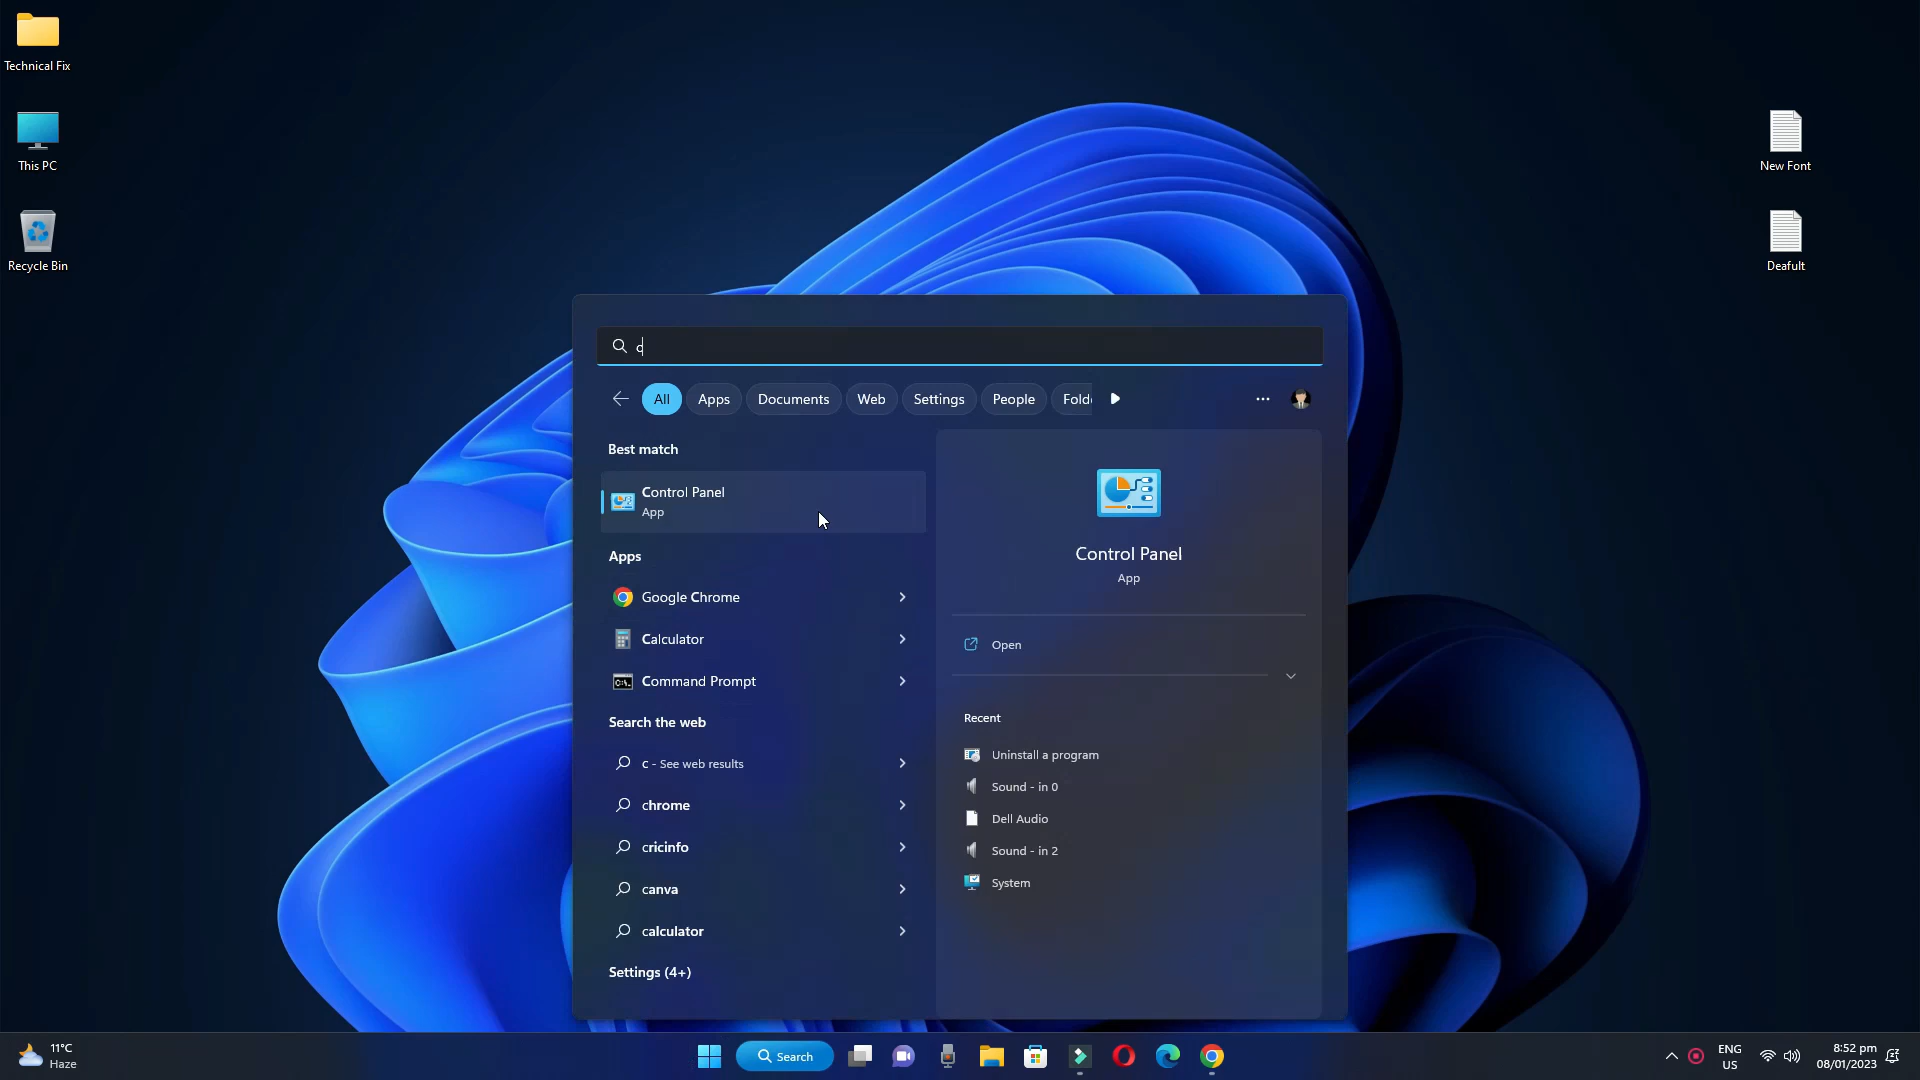 Technical Fix
This PC
Recycle Bin
New Font
Deafult
c
All
Apps
Documents
Web
Settings
People
Best match
Control Panel
App
Apps
Google Chrome
Calculator
Command Prompt
Search the web
c - See web results
chrome
cricinfo
canva
calculator
Settings (4+)
Control Panel
App
Open
Recent
Uninstall a program
Sound - in 0
Dell Audio
Sound - in 2
System
11°C
Haze
Search
ENG
US
8:52 pm
08/01/2023